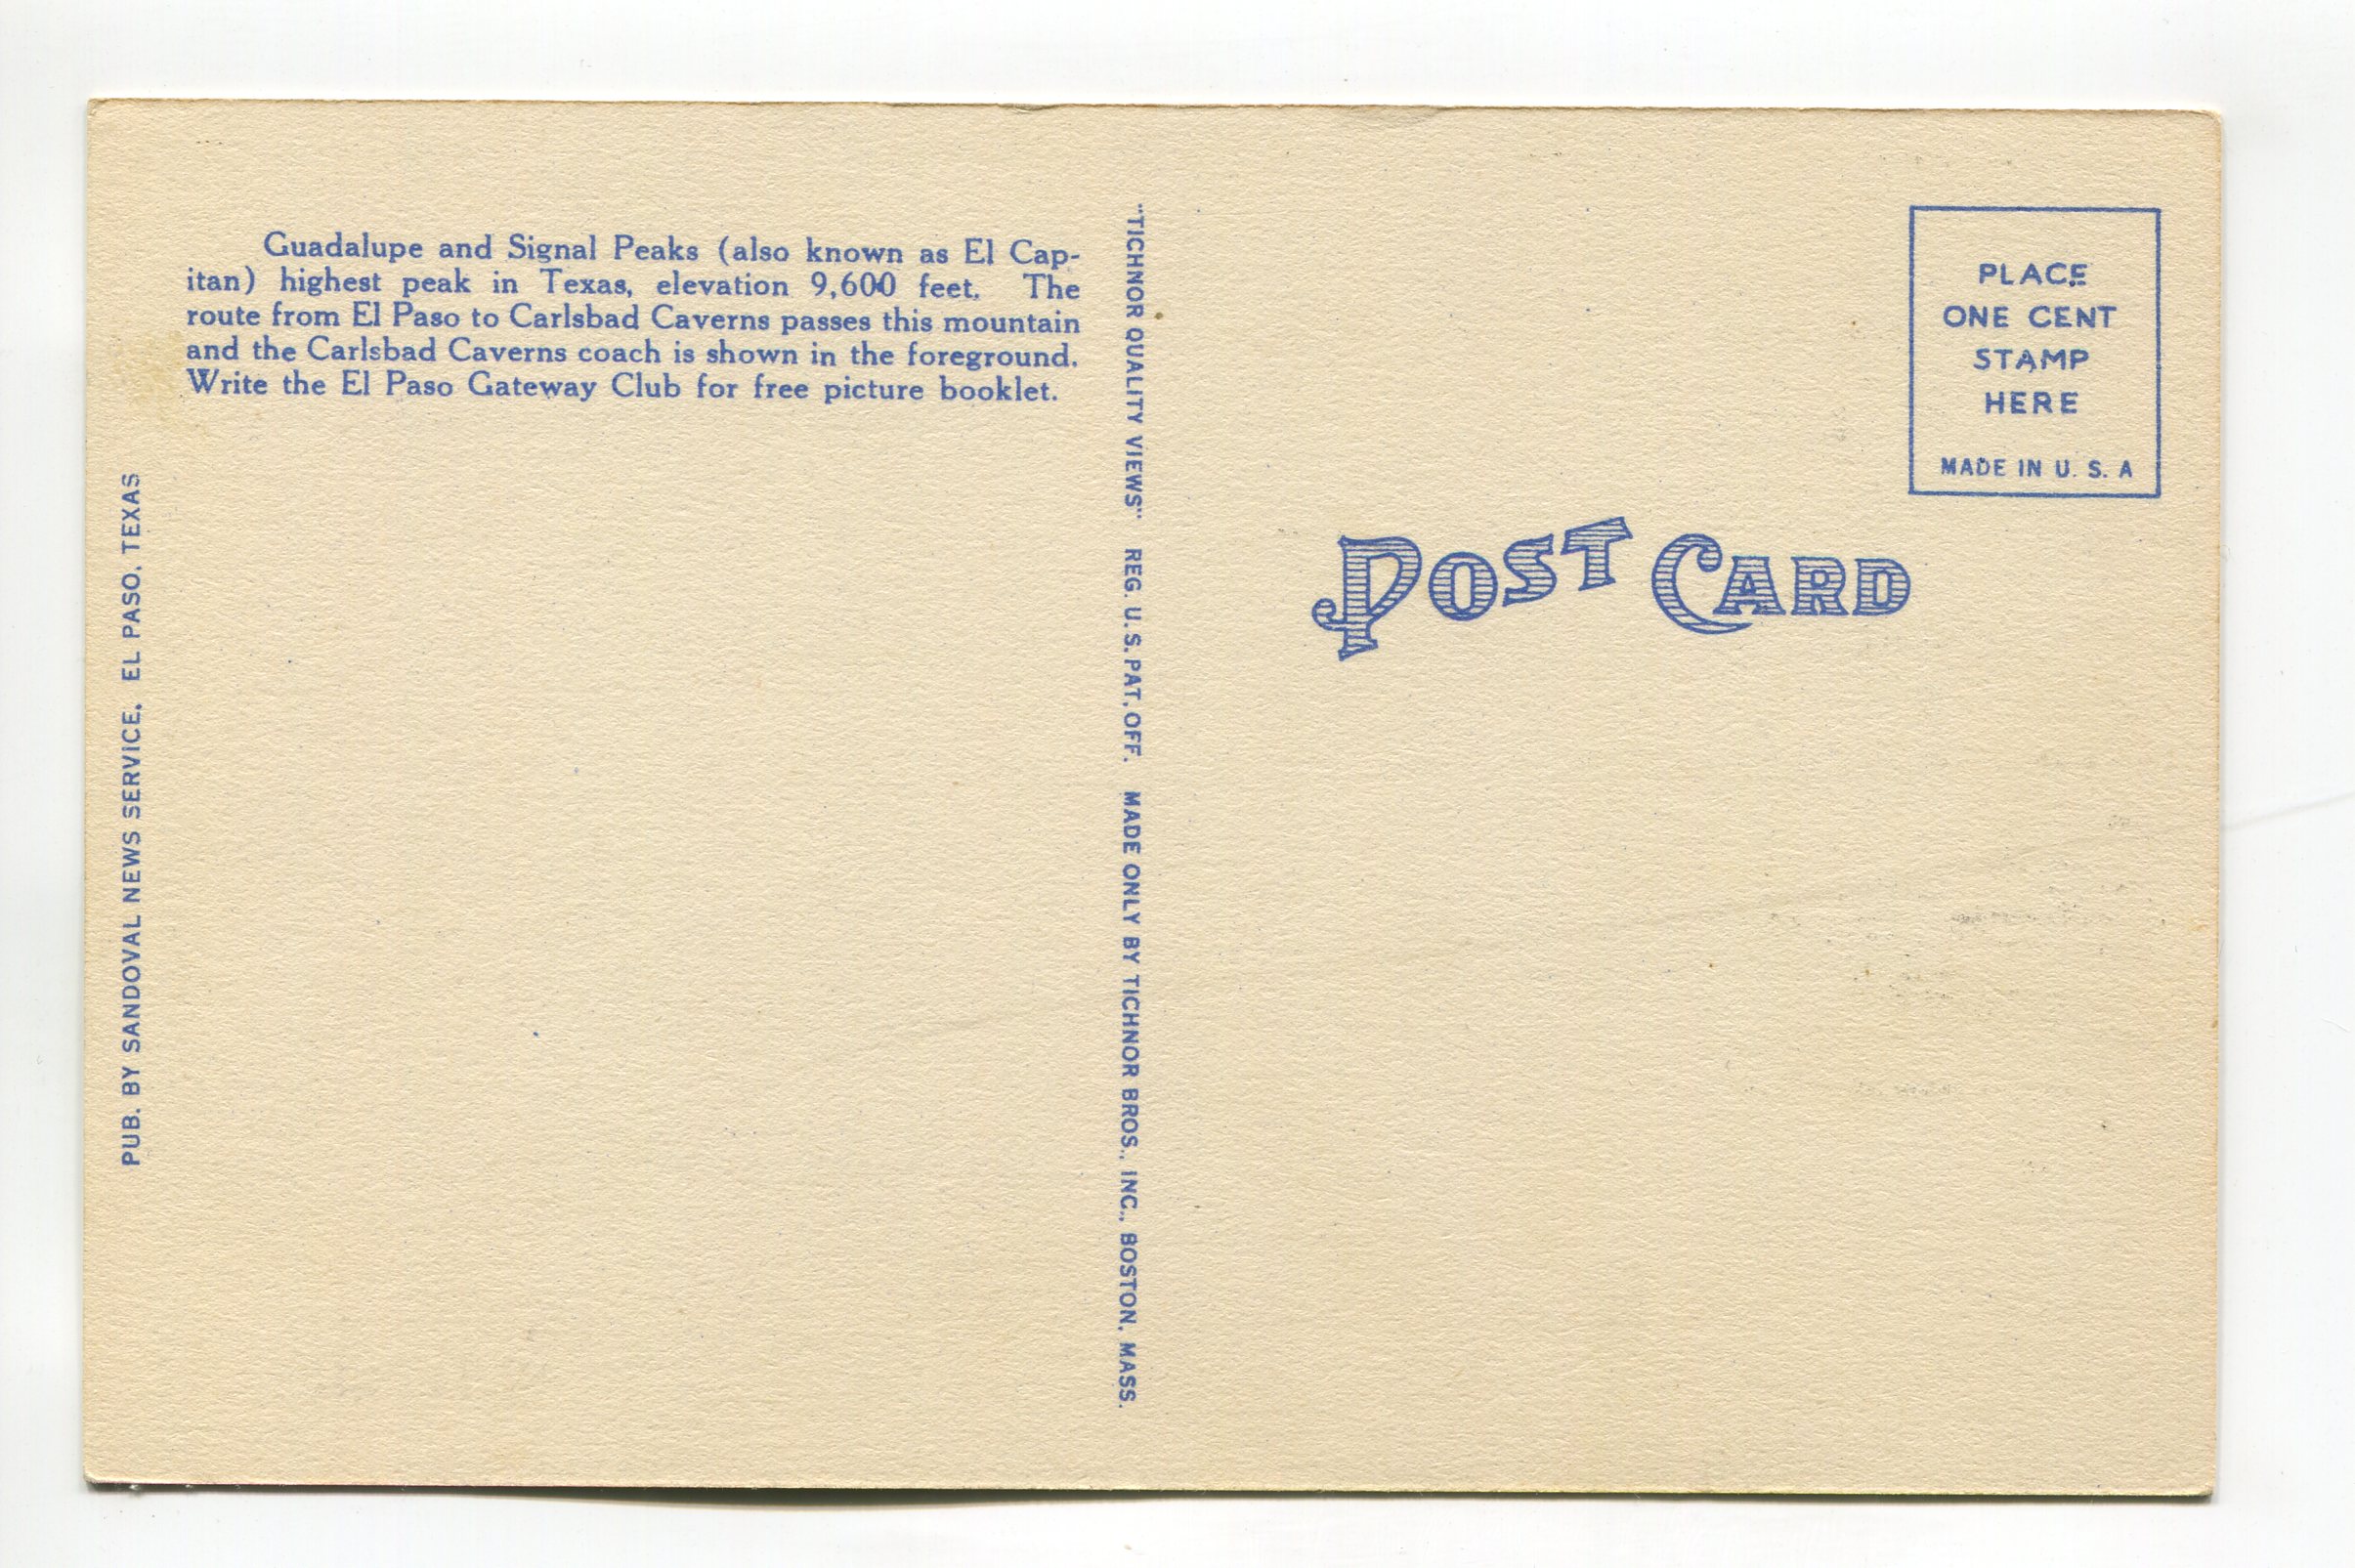 Guadalupe and Signal Peaks (also known as El Cap-
itan) highest peak in Texas, elevation 9,600 feet. The
route from El Paso to Carlsbad Caverns passes this mountain
and the Carlsbad Caverns coach is shown in the foreground.
Write the El Paso Gateway Club for free picture booklet.
PUB. BY SANDOVAL NEWS SERVICE, EL PASO, TEXAS
"TICHNOR QUALITY VIEWS" REG. U. S. PAT. OFF. MADE ONLY BY TICHNOR BROS., INC., BOSTON, MASS.
POST CARD
PLACE
ONE CENT
STAMP
HERE
MADE IN U. S. A